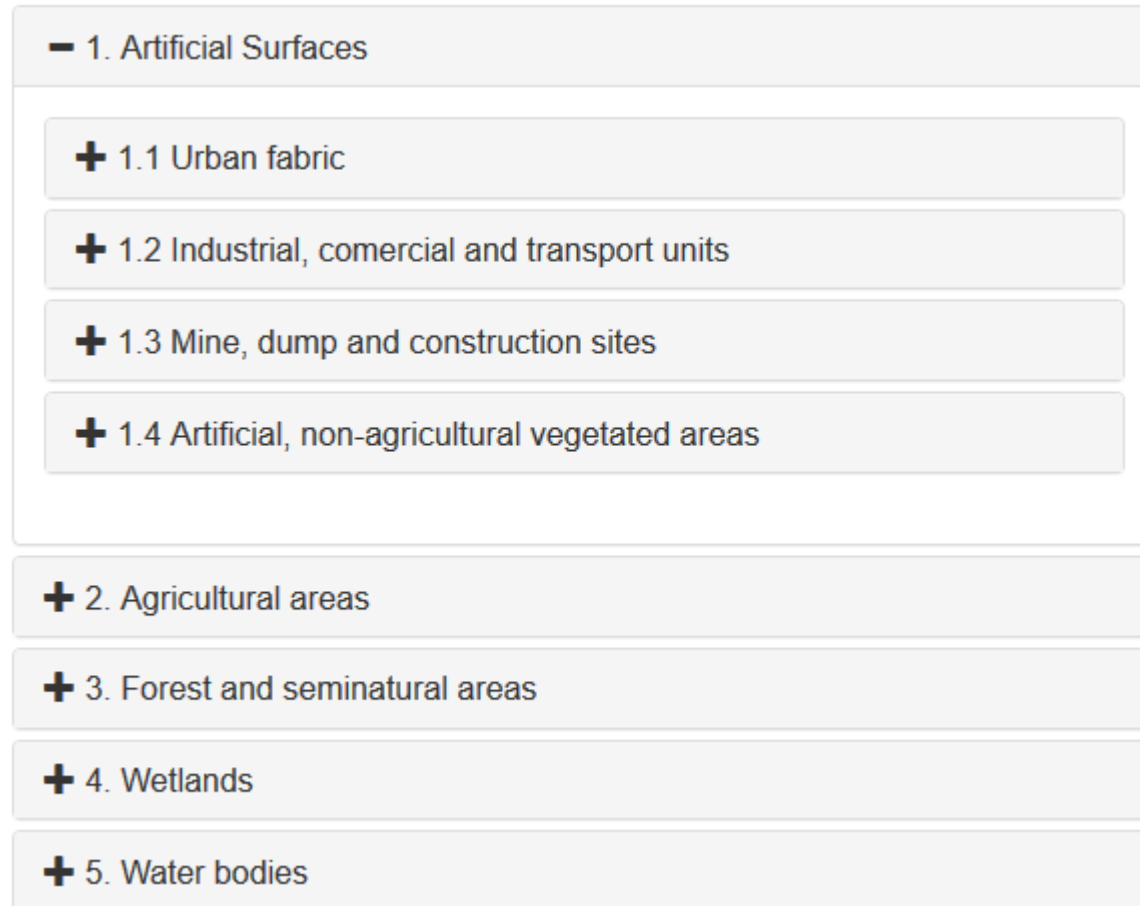 1. Artificial Surfaces
1.1 Urban fabric
1.2 Industrial, comercial and transport units
1.3 Mine, dump and construction sites
1.4 Artificial, non-agricultural vegetated areas
2. Agricultural areas
3. Forest and seminatural areas
4. Wetlands
5. Water bodies